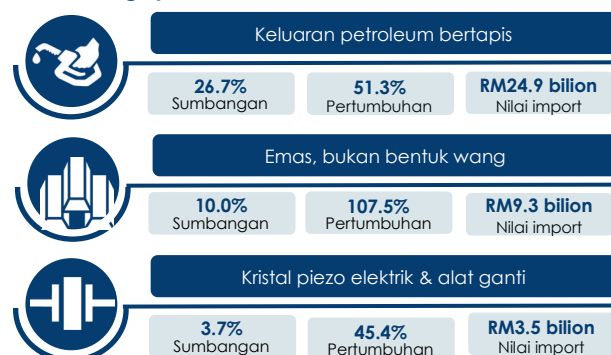 Keluaran petroleum bertapis
26.7%
Sumbangan
51.3%
Pertumbuhan
RM24.9 bilion
Nilai import
Emas, bukan bentuk wang
10.0%
Sumbangan
107.5%
Pertumbuhan
RM9.3 bilion
Nilai import
Kristal piezo elektrik & alat ganti
3.7%
Sumbangan
45.4%
Pertumbuhan
RM3.5 bilion
Nilai import